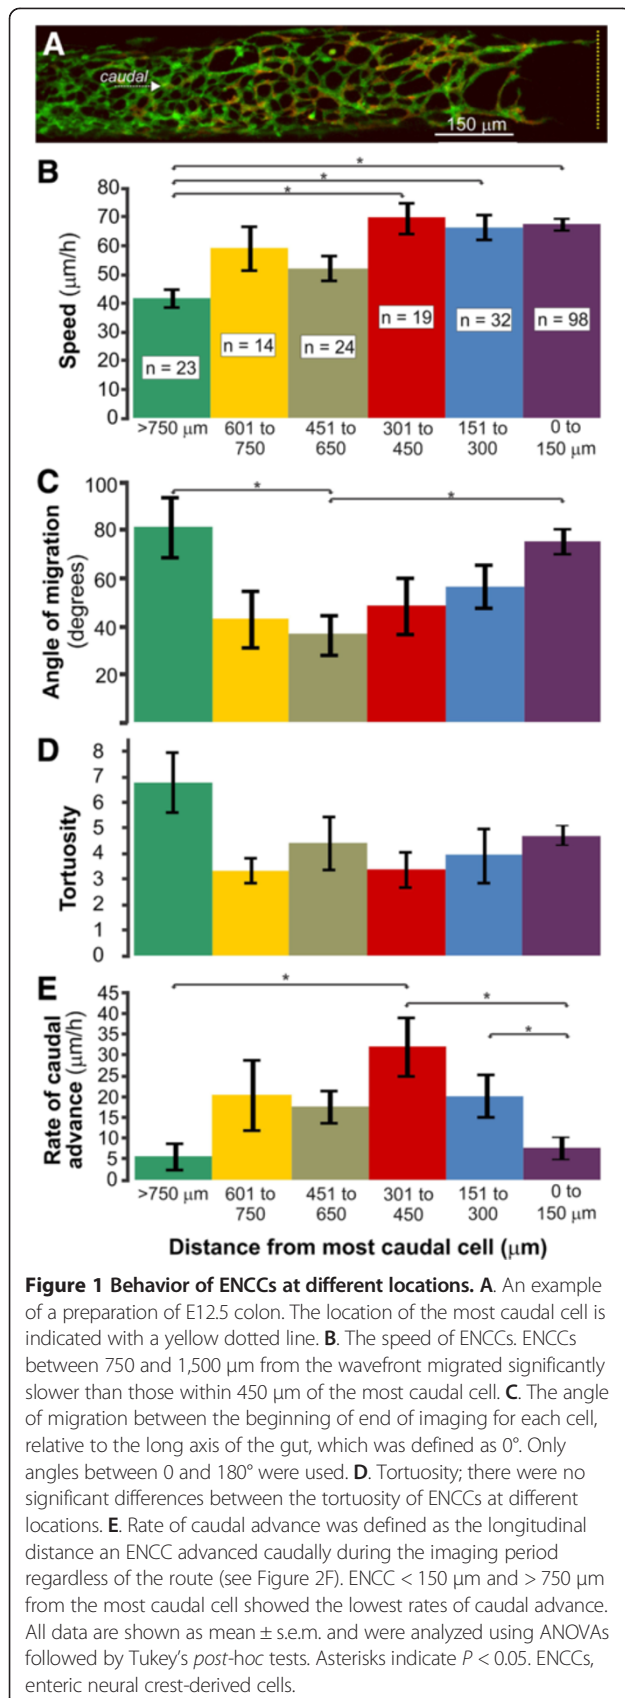 A
caudal
150 µm
B
Speed (µm/h)
80
70
60
50
40
30
20
10
0
*
*
*
n = 23
n = 14
n = 24
n = 19
n = 32
n = 98
>750 µm
601 to 750
451 to 650
301 to 450
151 to 300
0 to 150 µm
C
Angle of migration
(degrees)
100
80
60
40
20
*
*
D
Tortuosity
8
7
6
5
4
3
2
1
0
E
Rate of caudal
advance (µm/h)
45
40
35
30
25
20
15
10
5
0
*
*
*
>750 µm
601 to 750
451 to 650
301 to 450
151 to 300
0 to 150 µm
Distance from most caudal cell (µm)
Figure 1 Behavior of ENCCs at different locations. A. An example
of a preparation of E12.5 colon. The location of the most caudal cell is
indicated with a yellow dotted line. B. The speed of ENCCs. ENCCs
between 750 and 1,500 µm from the wavefront migrated significantly
slower than those within 450 µm of the most caudal cell. C. The angle
of migration between the beginning of end of imaging for each cell,
relative to the long axis of the gut, which was defined as 0°. Only
angles between 0 and 180° were used. D. Tortuosity; there were no
significant differences between the tortuosity of ENCCs at different
locations. E. Rate of caudal advance was defined as the longitudinal
distance an ENCC advanced caudally during the imaging period
regardless of the route (see Figure 2F). ENCC < 150 µm and > 750 µm
from the most caudal cell showed the lowest rates of caudal advance.
All data are shown as mean ± s.e.m. and were analyzed using ANOVAs
followed by Tukey's post-hoc tests. Asterisks indicate P < 0.05. ENCCs,
enteric neural crest-derived cells.